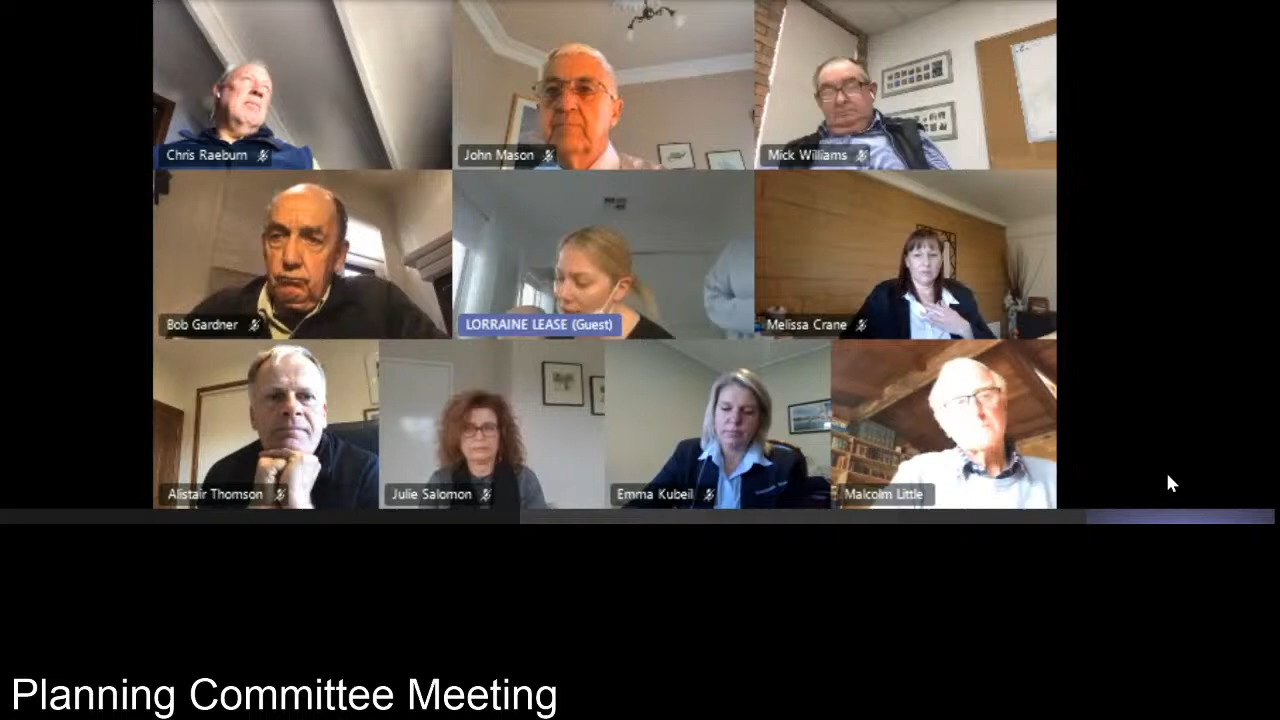 Chris Raeburn
John Mason
Mick Williams
Bob Gardner
LORRAINE LEASE (Guest)
Melissa Crane
Alistair Thomson
Julie Salomon
Emma Kubeil
Malcolm Little
Planning Committee Meeting